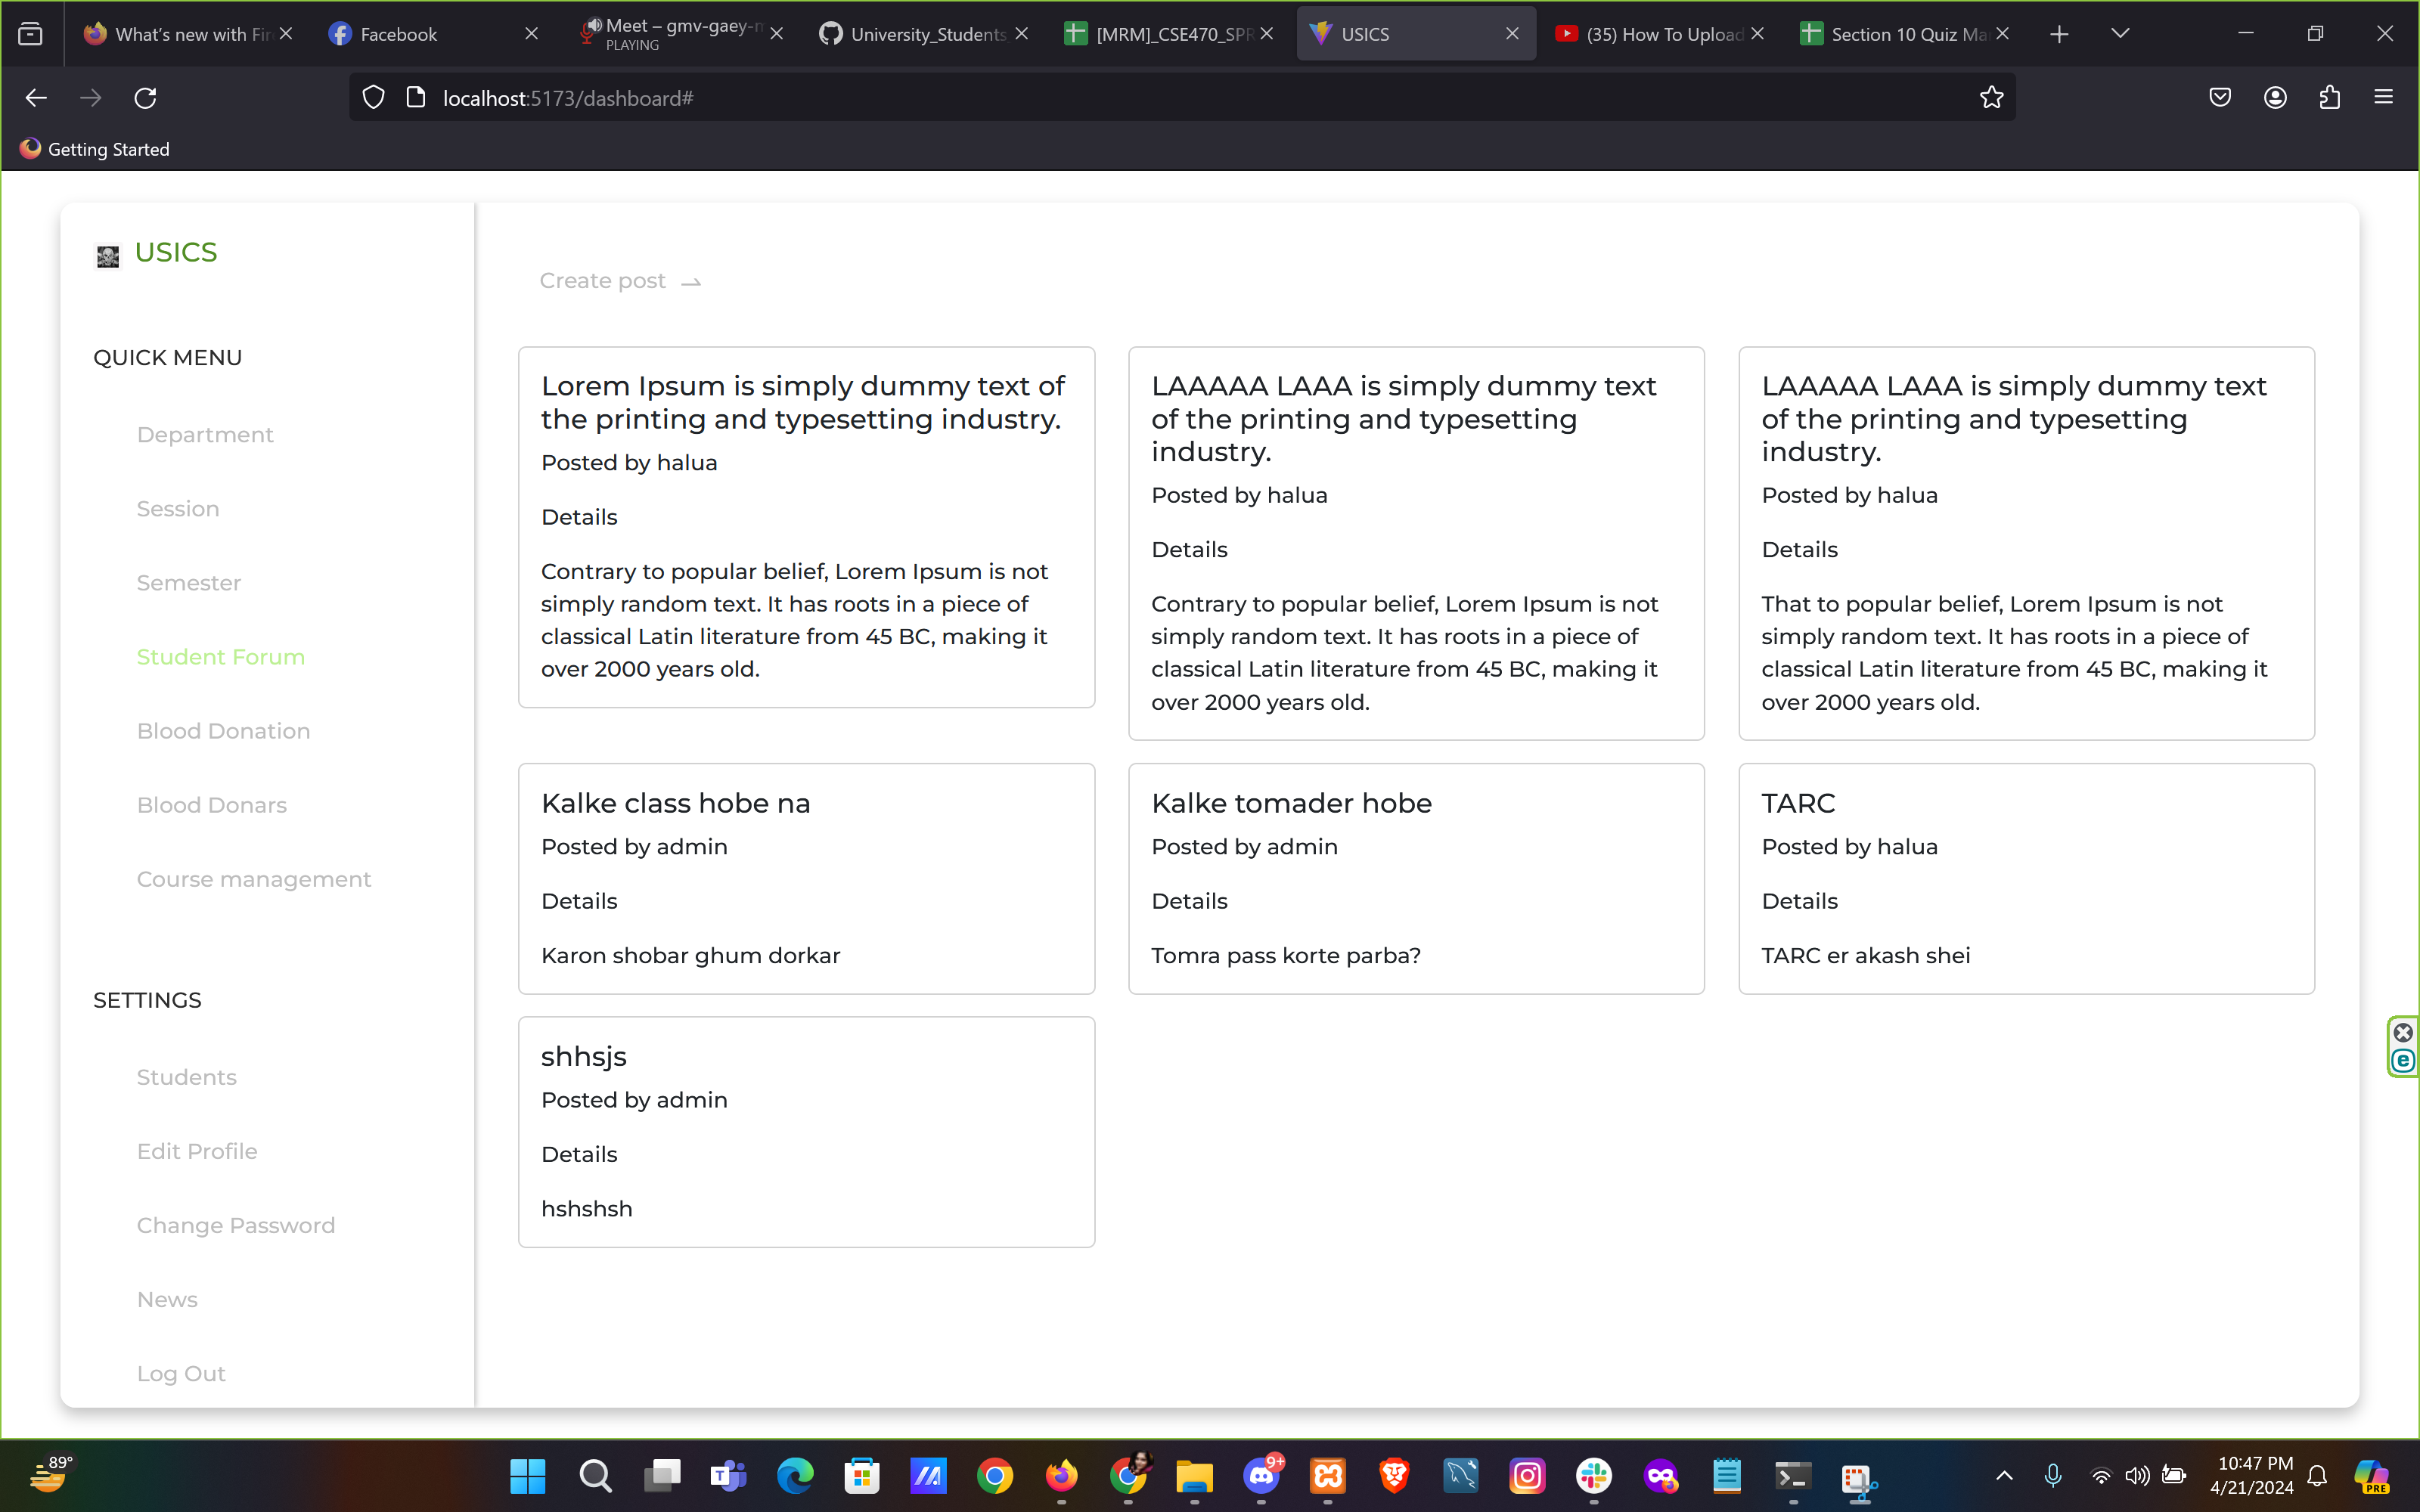 What's new with Fir
Facebook
Meet – gmv-gaey-m
PLAYING
University_Students
[MRM]_CSE470_SPR
USICS
(35) How To Upload
Section 10 Quiz Ma
localhost:5173/dashboard#
Getting Started
USICS
QUICK MENU
Department
Session
Semester
Student Forum
Blood Donation
Blood Donars
Course management
SETTINGS
Students
Edit Profile
Change Password
News
Log Out
Create post
Lorem Ipsum is simply dummy text of
the printing and typesetting industry.
Posted by halua
Details
Contrary to popular belief, Lorem Ipsum is not
simply random text. It has roots in a piece of
classical Latin literature from 45 BC, making it
over 2000 years old.
LAAAAA LAAA is simply dummy text
of the printing and typesetting
industry.
Posted by halua
Details
Contrary to popular belief, Lorem Ipsum is not
simply random text. It has roots in a piece of
classical Latin literature from 45 BC, making it
over 2000 years old.
LAAAAA LAAA is simply dummy text
of the printing and typesetting
industry.
Posted by halua
Details
That to popular belief, Lorem Ipsum is not
simply random text. It has roots in a piece of
classical Latin literature from 45 BC, making it
over 2000 years old.
Kalke class hobe na
Posted by admin
Details
Karon shobar ghum dorkar
Kalke tomader hobe
Posted by admin
Details
Tomra pass korte parba?
TARC
Posted by halua
Details
TARC er akash shei
shhsjs
Posted by admin
Details
hshshsh
89°
9+
10:47 PM
4/21/2024
PRE